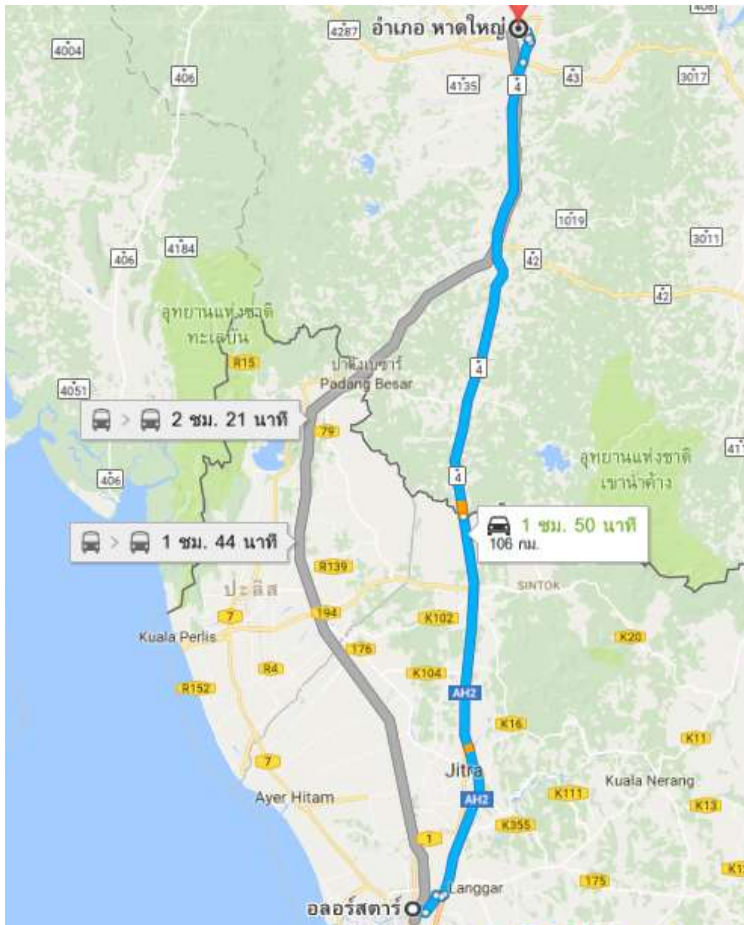 4287
อำเภอ หาดใหญ่
406
4004
406
4
4135
43
3017
1019
3011
4184
406
42
42
อุทยานแห่งชาติ
ทะเลบัน
R15
ปาดังเบซาร์
Padang Besar
4
4051
2 ชม. 21 นาที
79
อุทยานแห่งชาติ
เขาน้ำค้าง
406
4
1 ชม. 50 นาที
106 กม.
1 ชม. 44 นาที
R139
ปะลิส
SINTOK
7
194
K102
Kuala Perlis
176
K20
R4
K104
R152
AH2
K16
K11
7
Jitra
Kuala Nerang
Ayer Hitam
AH2
K111
K13
K355
1
Langgar
175
อลอร์สตาร์